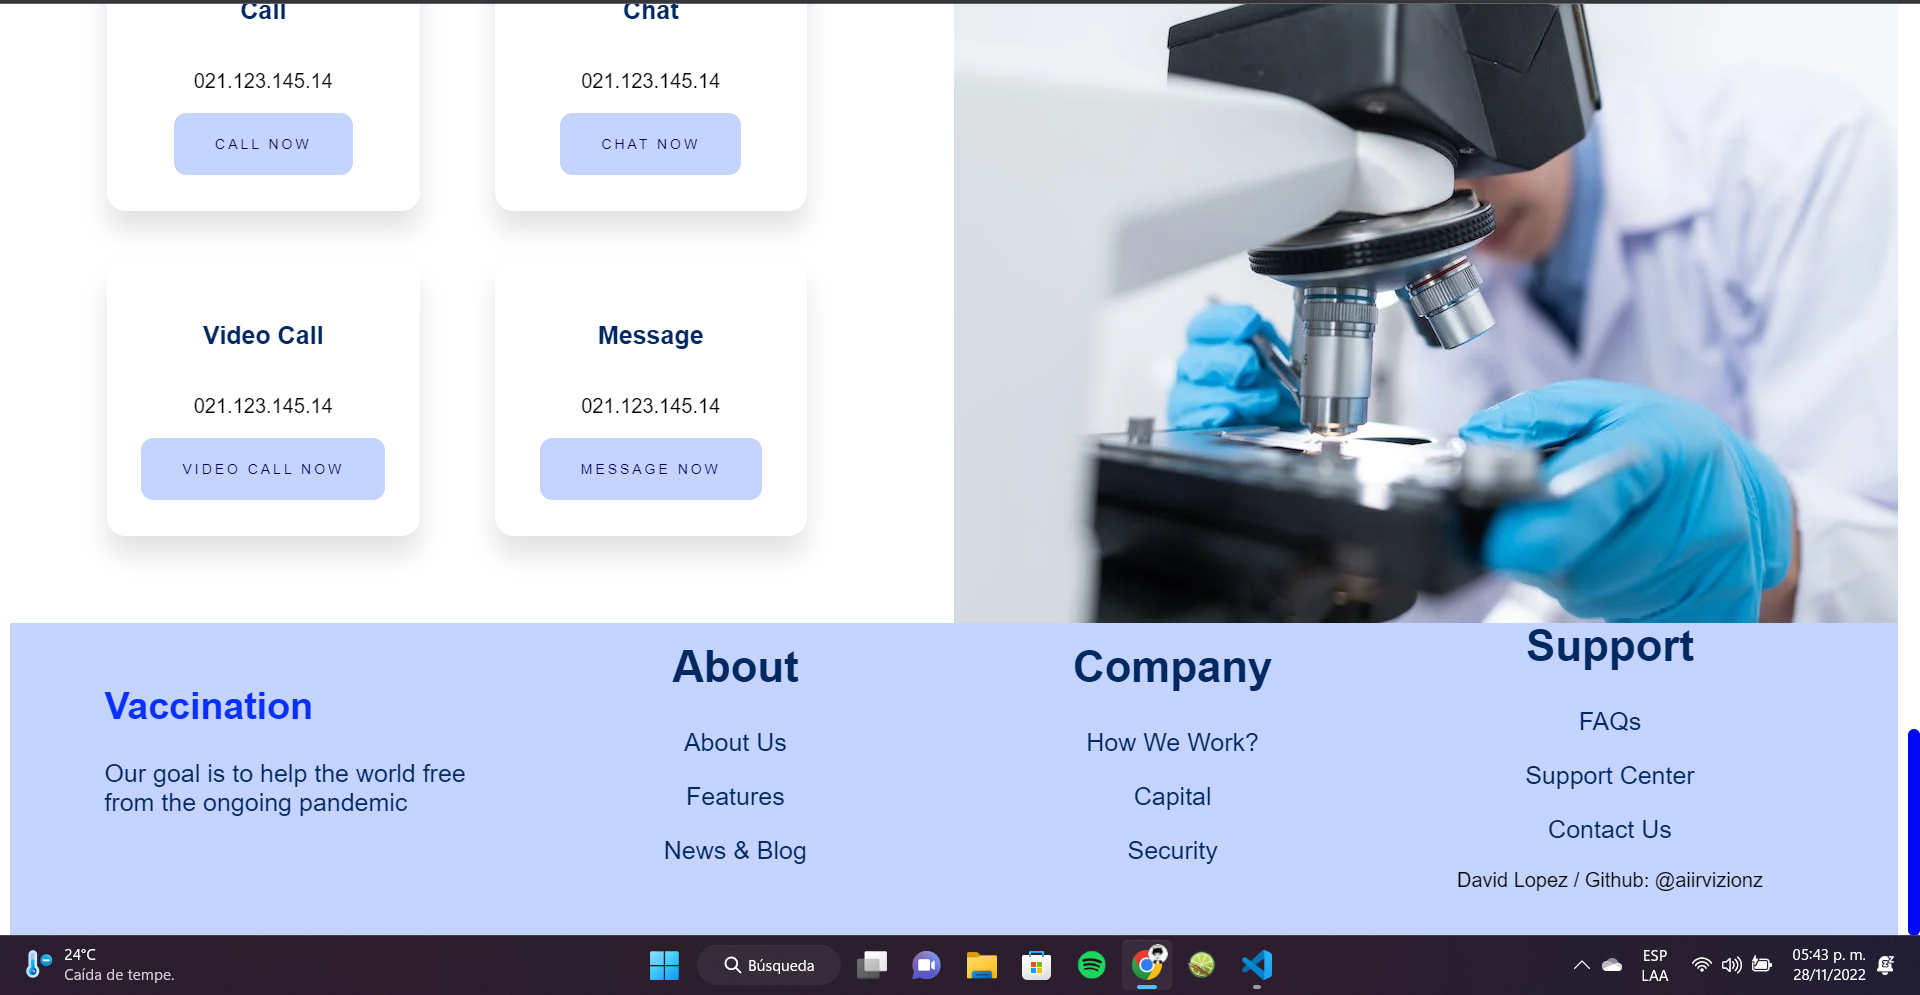 Call
Chat
021.123.145.14
021.123.145.14
CALL NOW
CHAT NOW
Video Call
Message
021.123.145.14
021.123.145.14
VIDEO CALL NOW
MESSAGE NOW
Vaccination
Our goal is to help the world free
from the ongoing pandemic
About
About Us
Features
News & Blog
Company
How We Work?
Capital
Security
Support
FAQs
Support Center
Contact Us
David Lopez / Github: @aiirvizionz
24°C
Caída de tempe.
Búsqueda
ESP
LAA
05:43 p. m.
28/11/2022